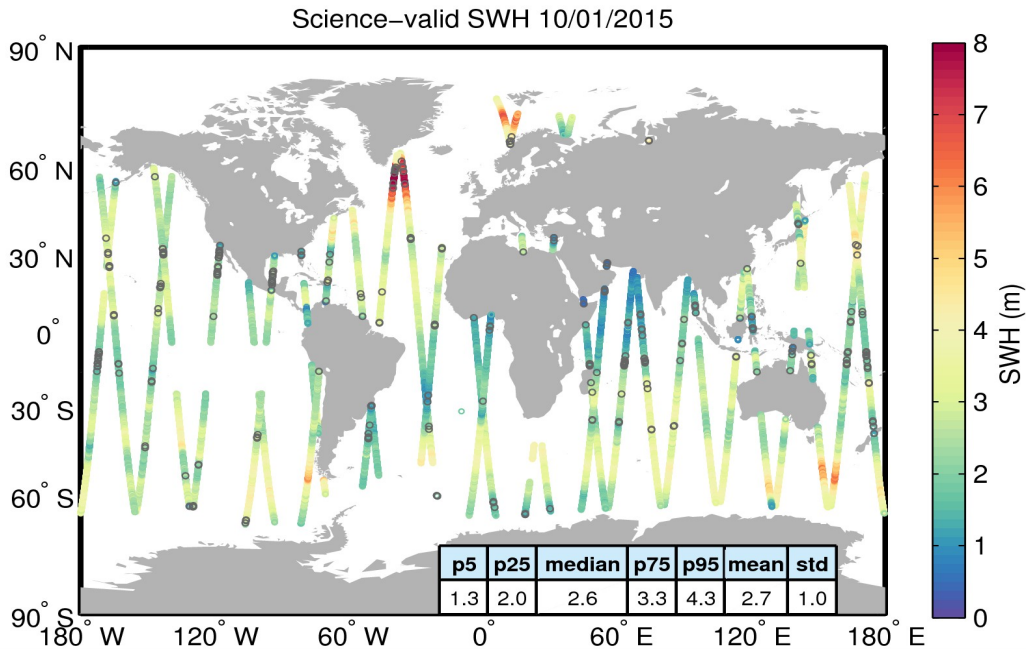 Science−valid SWH 10/01/2015
90° N
60° N
30° N
0°
30° S
60° S
90° S
180° W
120° W
60° W
0°
60° E
120° E
180° E
p5 p25 median p75 p95 mean std
1.3 2.0 2.6 3.3 4.3 2.7 1.0
8
7
6
5
4
3
2
1
0
SWH (m)